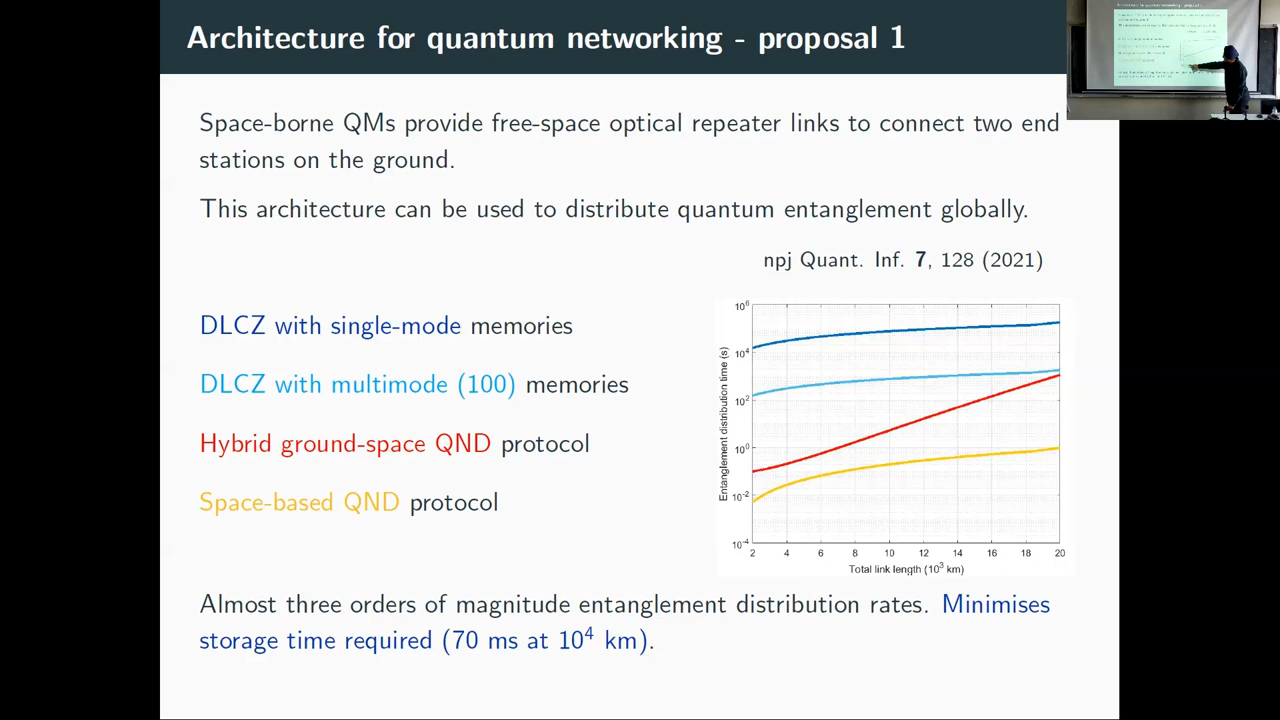 Architecture for quantum networking - proposal 1
Space-borne QMs provide free-space optical repeater links to connect two end
stations on the ground.
This architecture can be used to distribute quantum entanglement globally.
npj Quant. Inf. 7, 128 (2021)
DLCZ with single-mode memories
DLCZ with multimode (100) memories
Hybrid ground-space QND protocol
Space-based QND protocol
Entanglement distribution time (s)
10^6
10^4
10^2
10^0
10^-2
10^-4
2 4 6 8 10 12 14 16 18 20
Total link length (10^3 km)
Almost three orders of magnitude entanglement distribution rates. Minimises
storage time required (70 ms at 10^4 km).